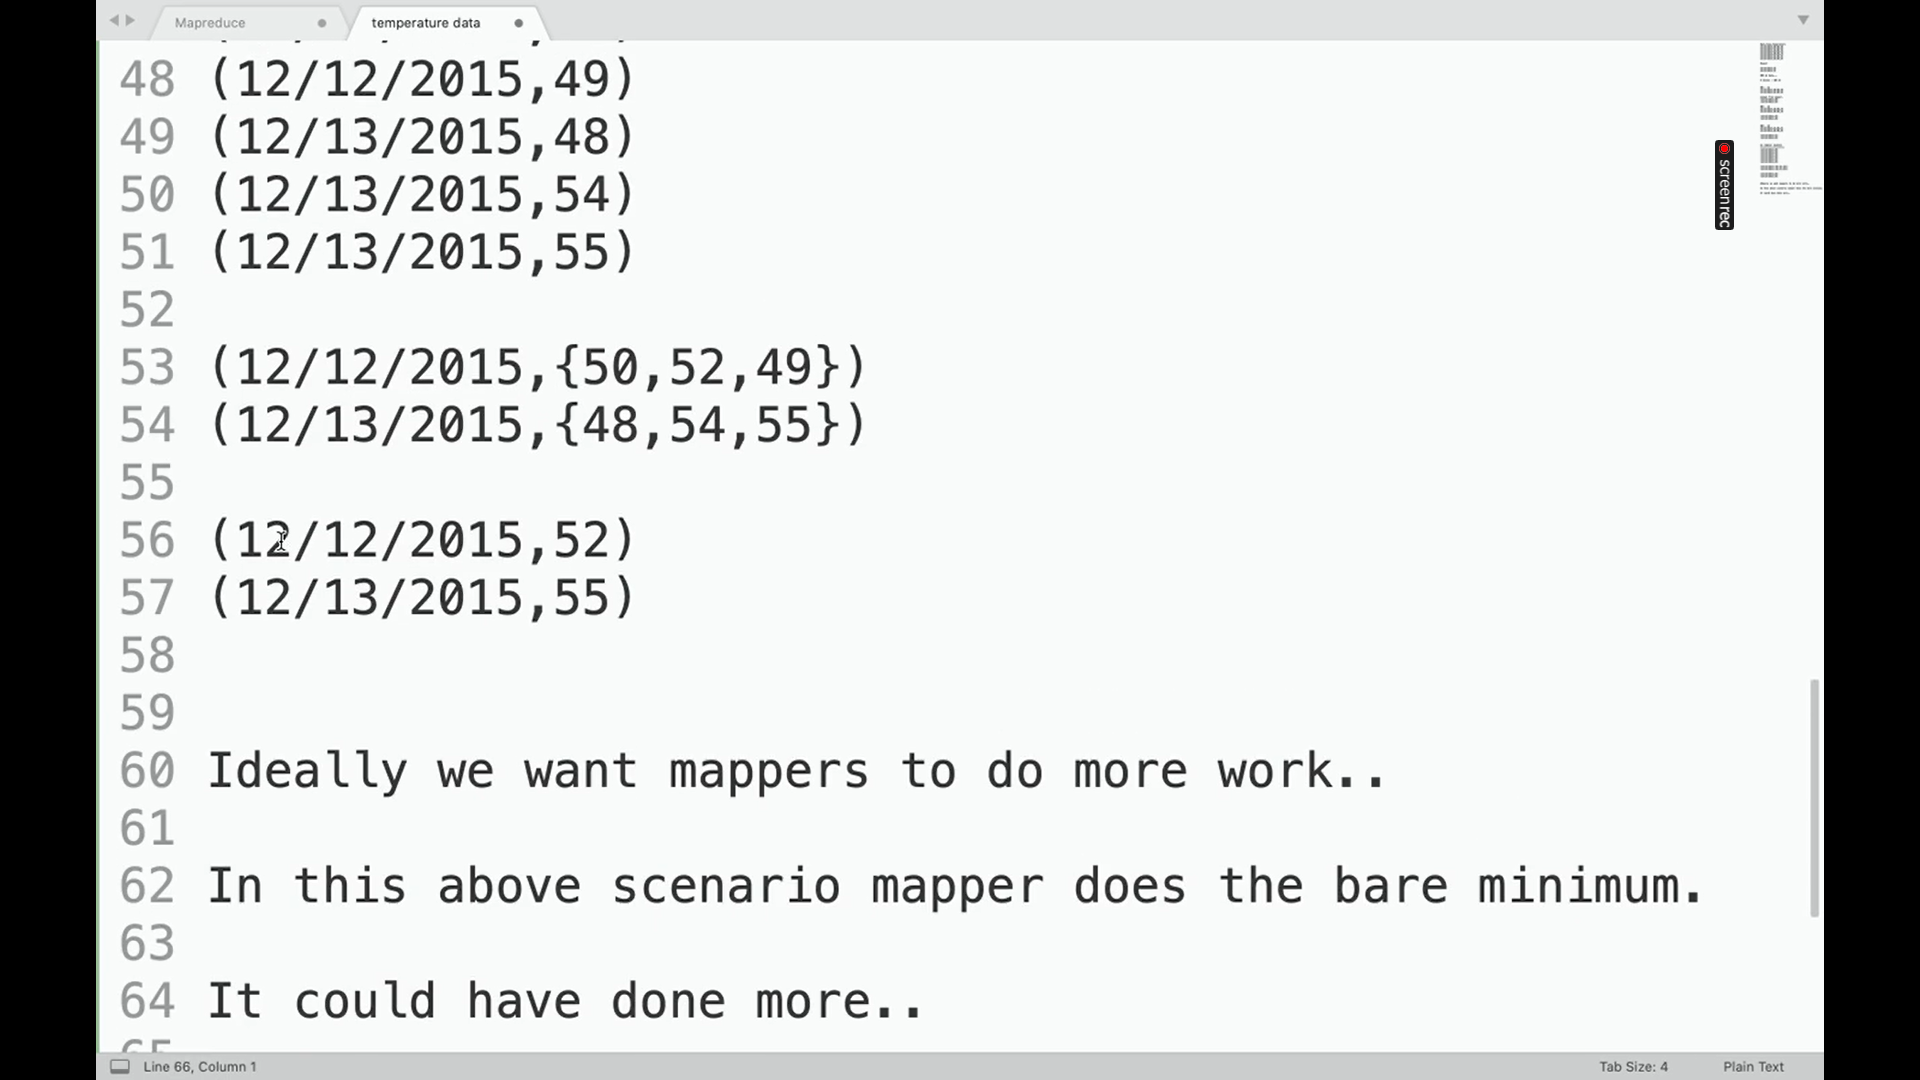 Mapreduce
temperature data
48 (12/12/2015,49)
49 (12/13/2015,48)
50 (12/13/2015,54)
51 (12/13/2015,55)
52
53 (12/12/2015,{50,52,49})
54 (12/13/2015,{48,54,55})
55
56 (12/12/2015,52)
57 (12/13/2015,55)
58
59
60 Ideally we want mappers to do more work..
61
62 In this above scenario mapper does the bare minimum.
63
64 It could have done more..
65
screenrec
Line 66, Column 1
Tab Size: 4
Plain Text